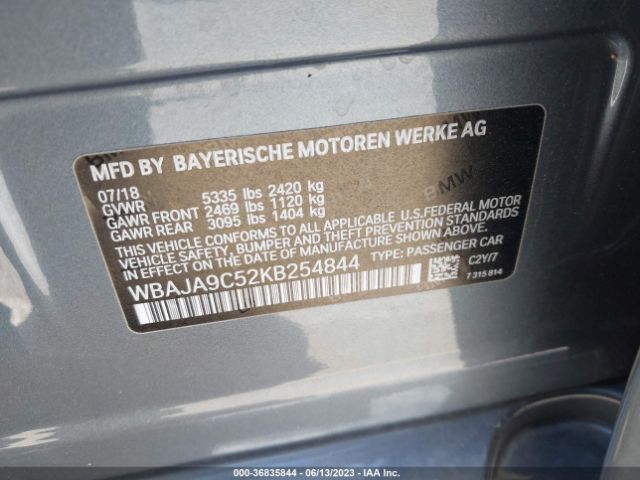 MFD BY BAYERISCHE MOTOREN WERKE AG
07/18
GVWR 5335 lbs 2420 kg
GAWR FRONT 2469 lbs 1120 kg
GAWR REAR 3095 lbs 1404 kg
THIS VEHICLE CONFORMS TO ALL APPLICABLE U.S.FEDERAL MOTOR
VEHICLE SAFETY, BUMPER AND THEFT PREVENTION STANDARDS
IN EFFECT ON THE DATE OF MANUFACTURE SHOWN ABOVE.
WBAJA9C52KB254844 TYPE: PASSENGER CAR
C2Y/7
7315814
BMW
000-36835844 - 06/13/2023 - IAA Inc.